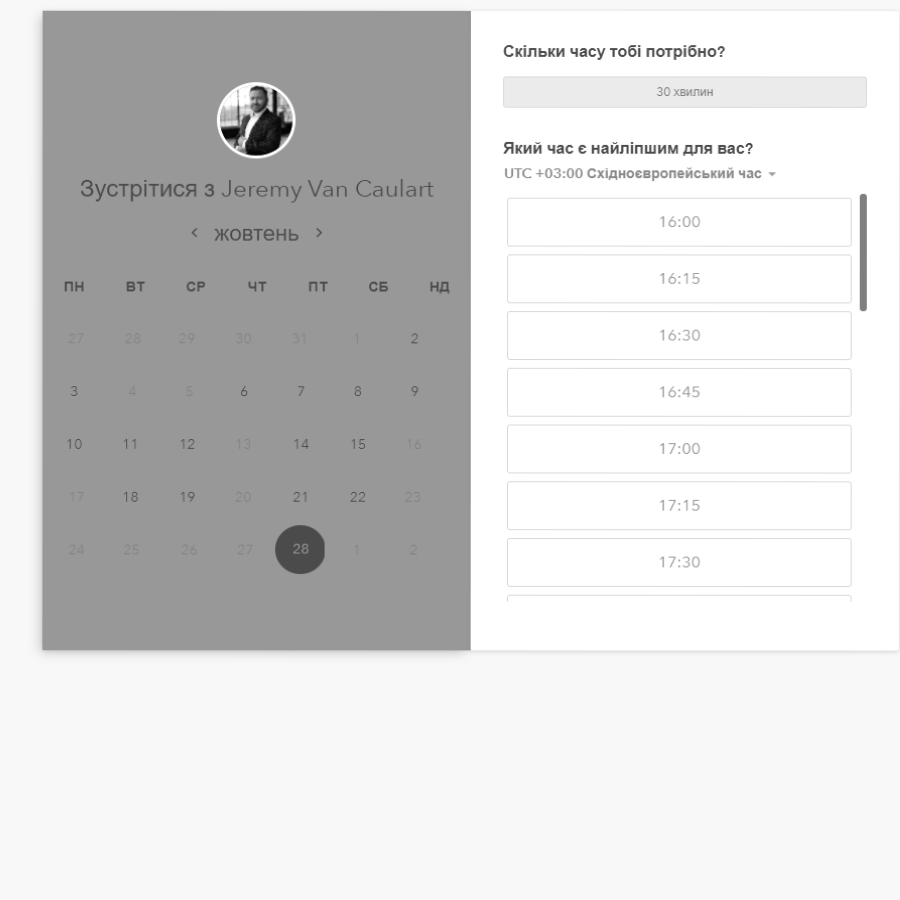 Зустрітися з Jeremy Van Caulart
жовтень
ПН ВТ СР ЧТ ПТ СБ НД
27 28 29 30 31 1 2
3 4 5 6 7 8 9
10 11 12 13 14 15 16
17 18 19 20 21 22 23
24 25 26 27 28 1 2
Скільки часу тобі потрібно?
30 хвилин
Який час є найліпшим для вас?
UTC +03:00 Східноєвропейський час
16:00
16:15
16:30
16:45
17:00
17:15
17:30